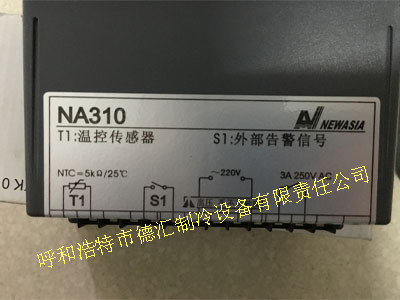 NA310
NEWASIA
T1:温控传感器 S1:外部告警信号
NTC=5kΩ/25℃ ~220V 3A 250V AC
T1 S1
呼和浩特市德汇制冷设备有限责任公司